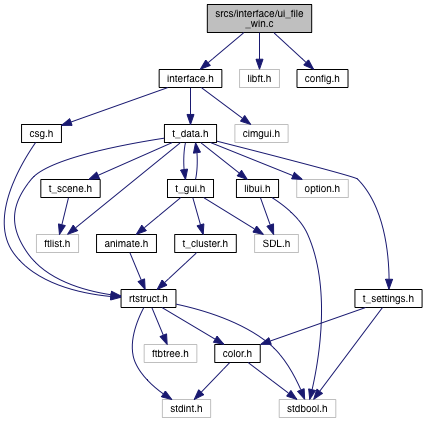 srcs/interface/ui_file
_win.c
interface.h
libft.h
config.h
csg.h
t_data.h
cimgui.h
t_scene.h
t_gui.h
libui.h
option.h
ftlist.h
animate.h
t_cluster.h
SDL.h
rtstruct.h
t_settings.h
ftbtree.h
color.h
stdint.h
stdbool.h